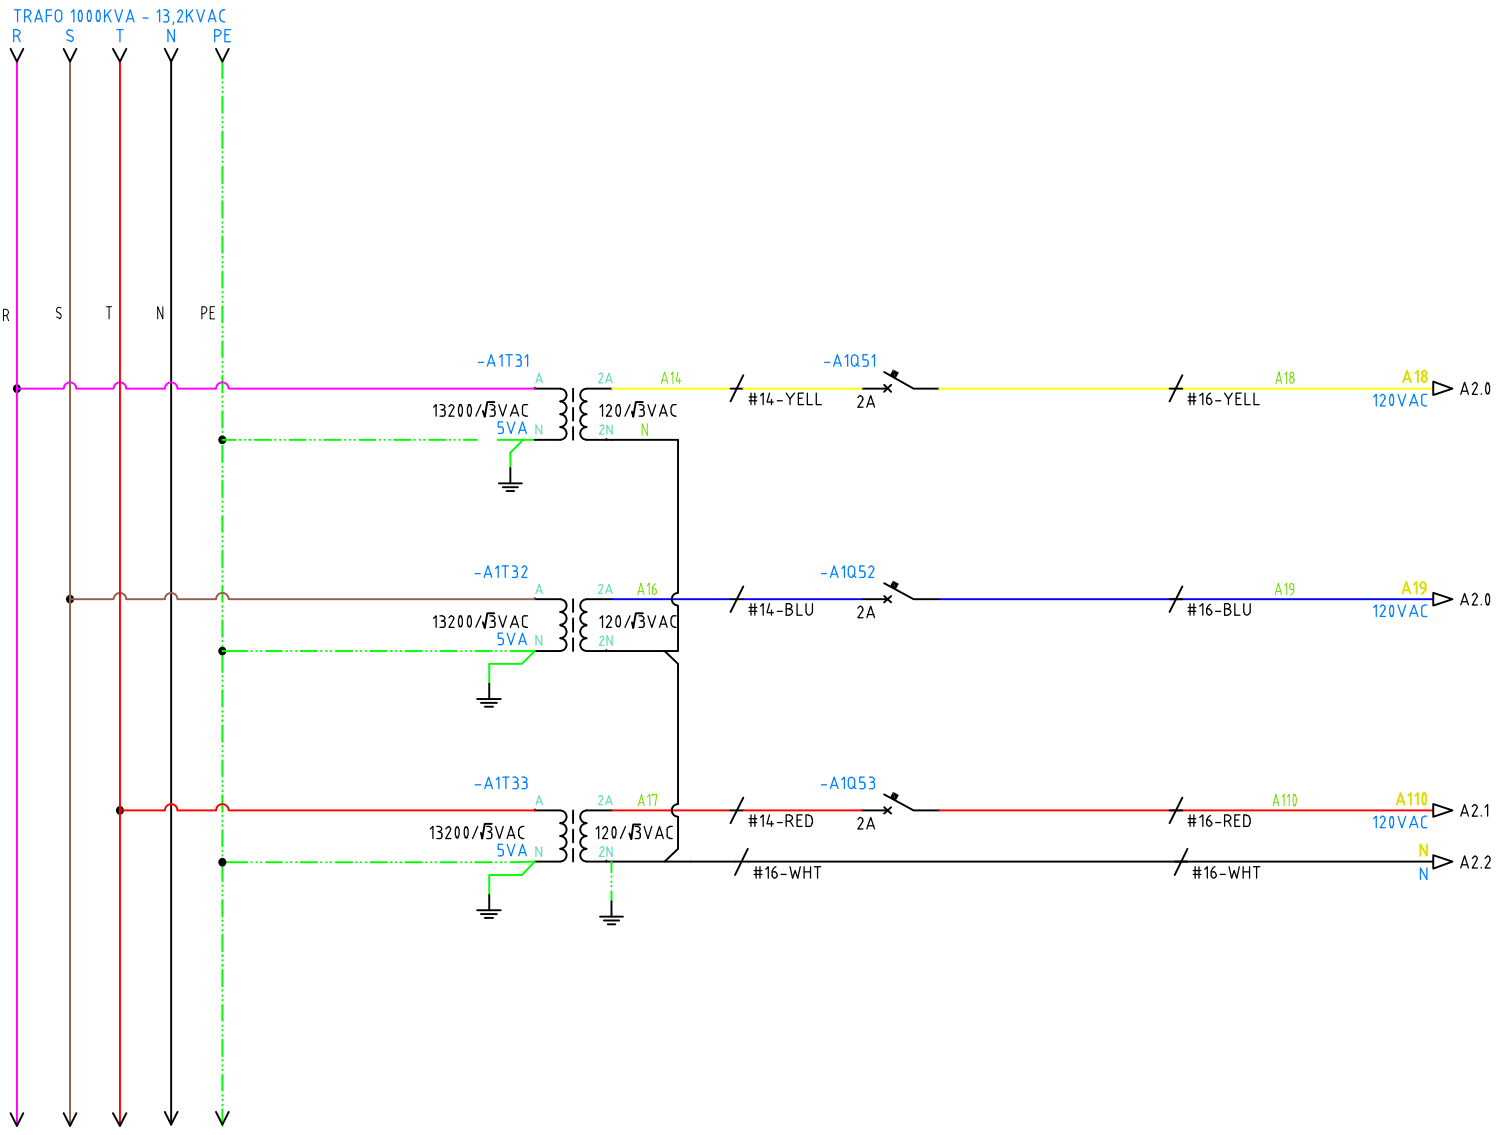 TRAFO 1000KVA - 13,2KVAC
R S T N PE
R S T N PE
-A1T31 -A1Q51
A 2A A14 A18 A18
A2.0
13200/√3VAC 120/√3VAC 2A #14-YELL #16-YELL 120VAC
5VA N 2N N
-A1T32 -A1Q52
A 2A A16 A19 A19
A2.0
13200/√3VAC 120/√3VAC 2A #14-BLU #16-BLU 120VAC
5VA N 2N
-A1T33 -A1Q53
A 2A A17 A110 A110
A2.1
13200/√3VAC 120/√3VAC 2A #14-RED #16-RED 120VAC
5VA N 2N N
A2.2
#16-WHT #16-WHT N